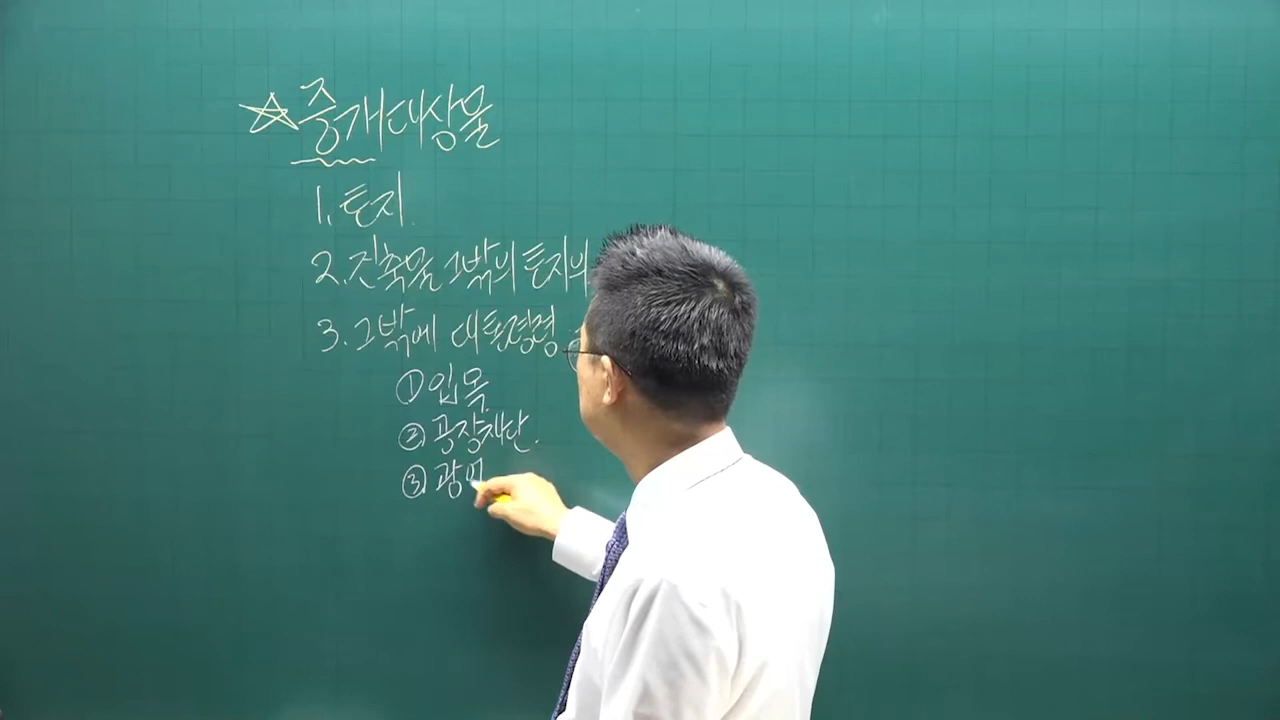 ☆중개대상물
1. 토지.
2. 건축물 그밖의 토지의
3. 그밖에 대통령령
① 입목.
② 공장재단.
③ 광